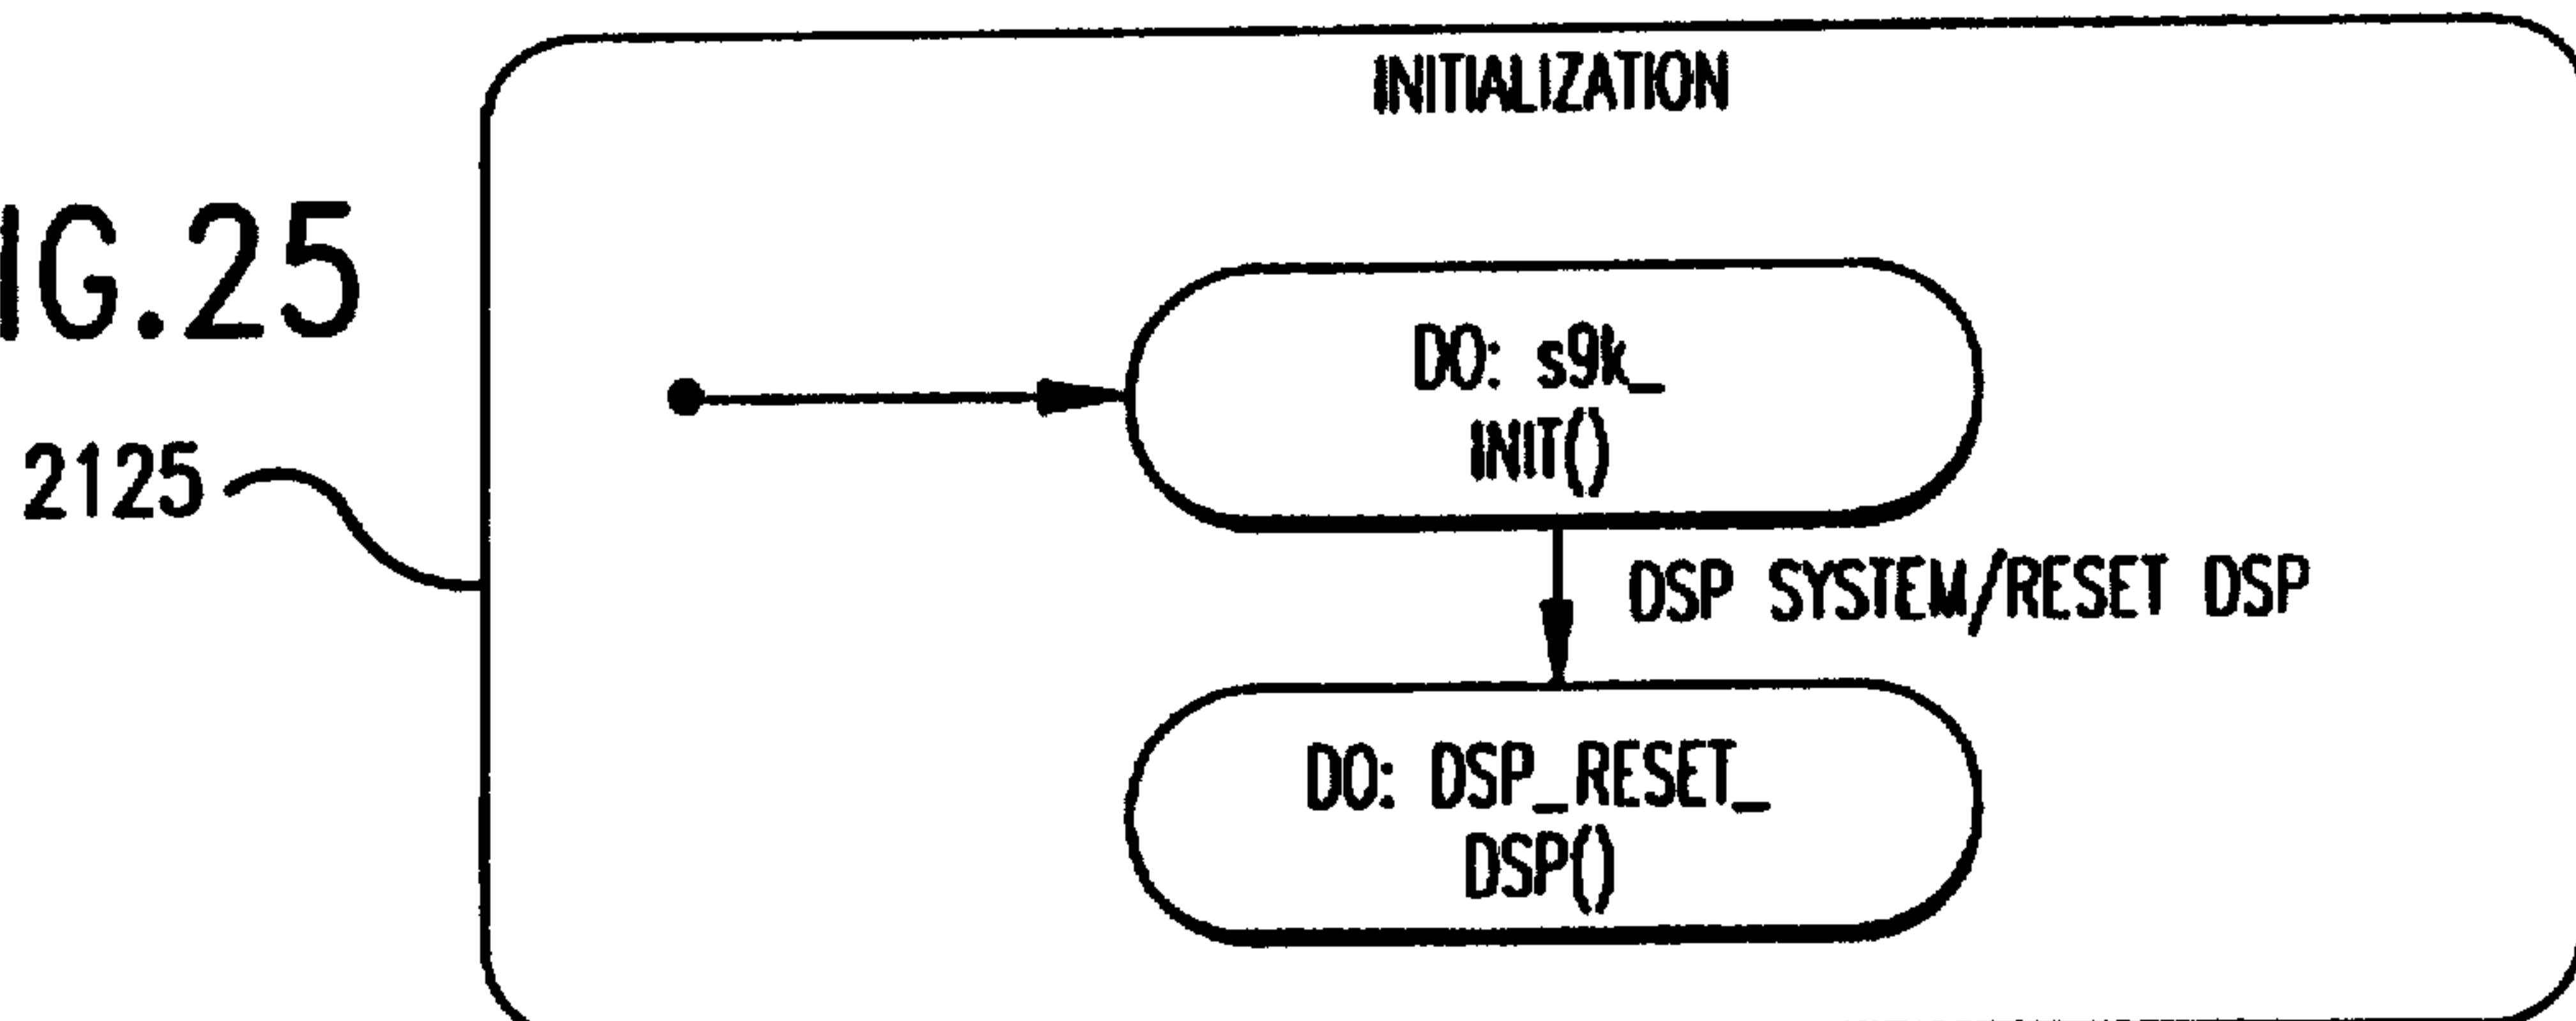 INITIALIZATION
IG.25
DO: s9k_
INIT()
2125
DSP SYSTEM/RESET DSP
DO: DSP_RESET_
DSP()